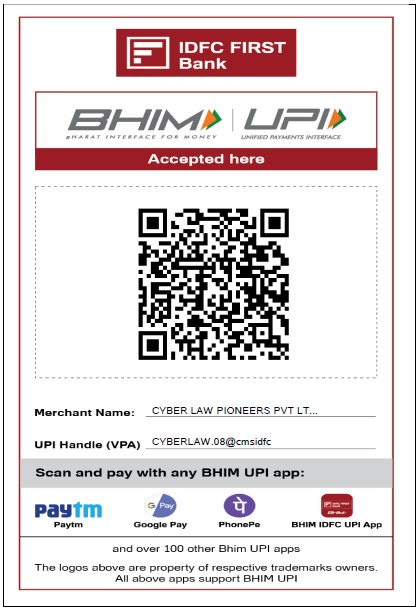 IDFC FIRST
Bank
BHIM UPI
BHARAT INTERFACE FOR MONEY UNIFIED PAYMENTS INTERFACE
Accepted here
Merchant Name: CYBER LAW PIONEERS PVT LT...
UPI Handle (VPA) CYBERLAW.08@cmsidfc
Scan and pay with any BHIM UPI app:
paytm G Pay पे
Paytm Google Pay PhonePe BHIM IDFC UPI App
and over 100 other Bhim UPI apps
The logos above are property of respective trademarks owners.
All above apps support BHIM UPI